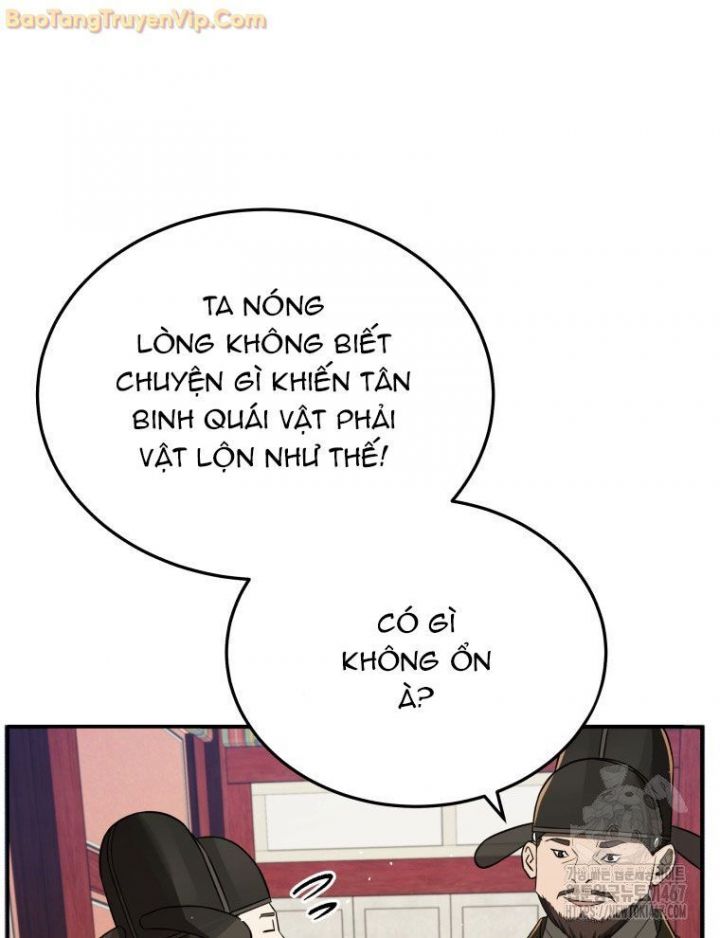 BaoTangTruyenVip.Com
TA NÓNG
LÒNG KHÔNG BIẾT
CHUYỆN GÌ KHIẾN TÂN
BINH QUÁI VẬT PHẢI
VẬT LỘN NHƯ THẾ!
CÓ GÌ
KHÔNG ỔN
À?